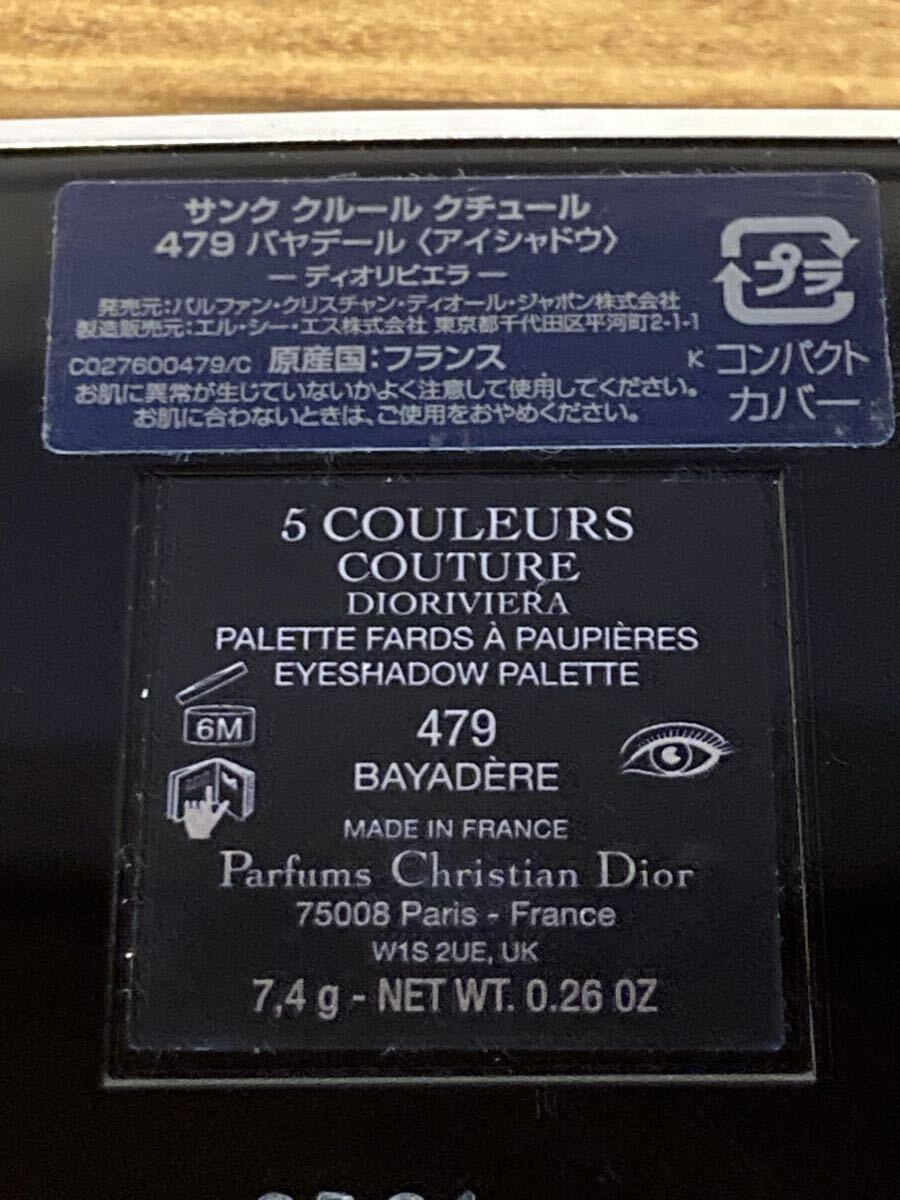 サンク クルール クチュール
479 バヤデール〈アイシャドウ〉
ー ディオリビエラ ー
発売元:パルファン・クリスチャン・ディオール・ジャポン株式会社
製造販売元:エル・シー・エス株式会社 東京都千代田区平河町2-1-1
C027600479/C 原産国:フランス
お肌に異常が生じていないかよく注意して使用してください。
お肌に合わないときは、ご使用をおやめください。
プラ
K コンパクト
カバー
5 COULEURS
COUTURE
DIORIVIERA
PALETTE FARDS À PAUPIÈRES
EYESHADOW PALETTE
6M
479
BAYADÈRE
MADE IN FRANCE
Parfums Christian Dior
75008 Paris - France
W1S 2UE, UK
7,4 g - NET WT. 0.26 OZ